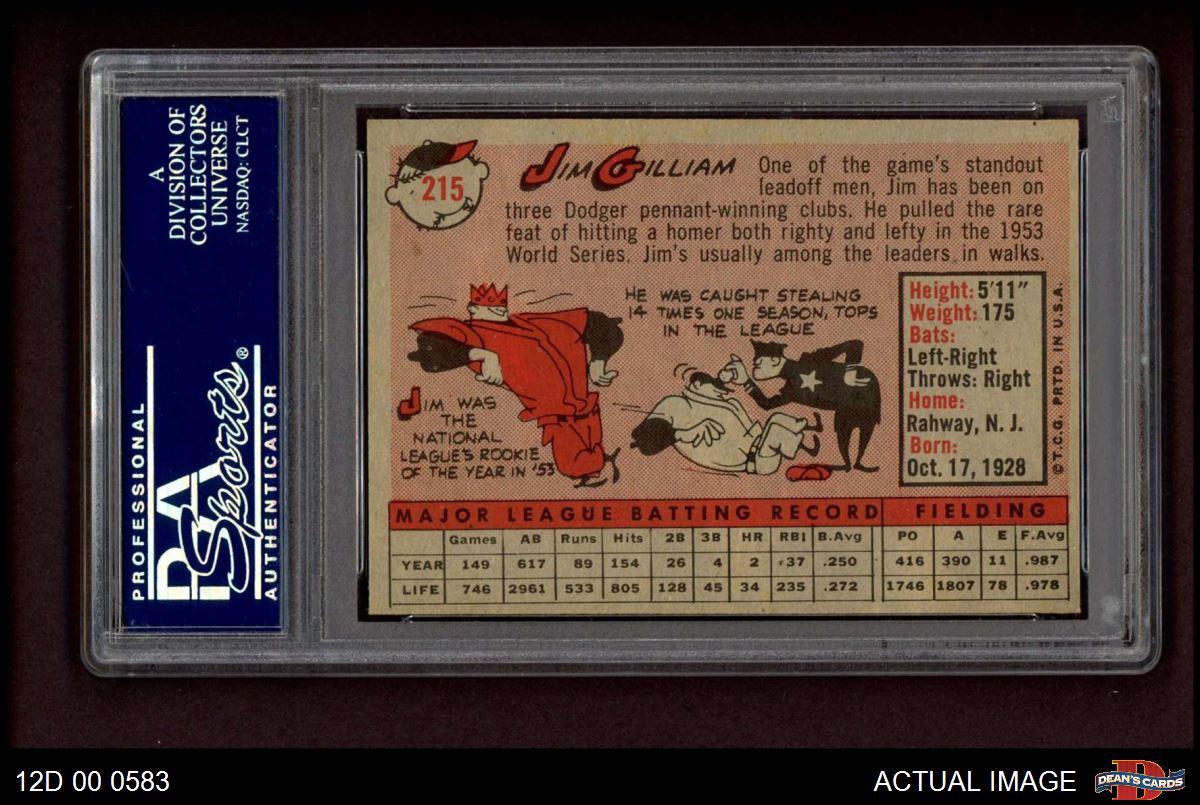 A
DIVISION OF
COLLECTORS
UNIVERSE
NASDAQ: CLCT
PROFESSIONAL
PSA
Sports®
AUTHENTICATOR
215
JIM GILLIAM
One of the game's standout
leadoff men, Jim has been on
three Dodger pennant-winning clubs. He pulled the rare
feat of hitting a homer both righty and lefty in the 1953
World Series. Jim's usually among the leaders in walks.
HE WAS CAUGHT STEALING
14 TIMES ONE SEASON, TOPS
IN THE LEAGUE
JIM WAS
THE
NATIONAL
LEAGUE'S ROOKIE
OF THE YEAR IN '53
Height: 5'11"
Weight: 175
Bats:
Left-Right
Throws: Right
Home:
Rahway, N. J.
Born:
Oct. 17, 1928
© T.C.G. PRTD. IN U.S.A.
MAJOR LEAGUE BATTING RECORD FIELDING
Games AB Runs Hits 2B 3B HR RBI B.Avg PO A E F.Avg
YEAR 149 617 89 154 26 4 2 37 .250 416 390 11 .987
LIFE 746 2961 533 805 128 45 34 235 .272 1746 1807 78 .978
12D 00 0583
ACTUAL IMAGE
D
DEAN'S CARDS